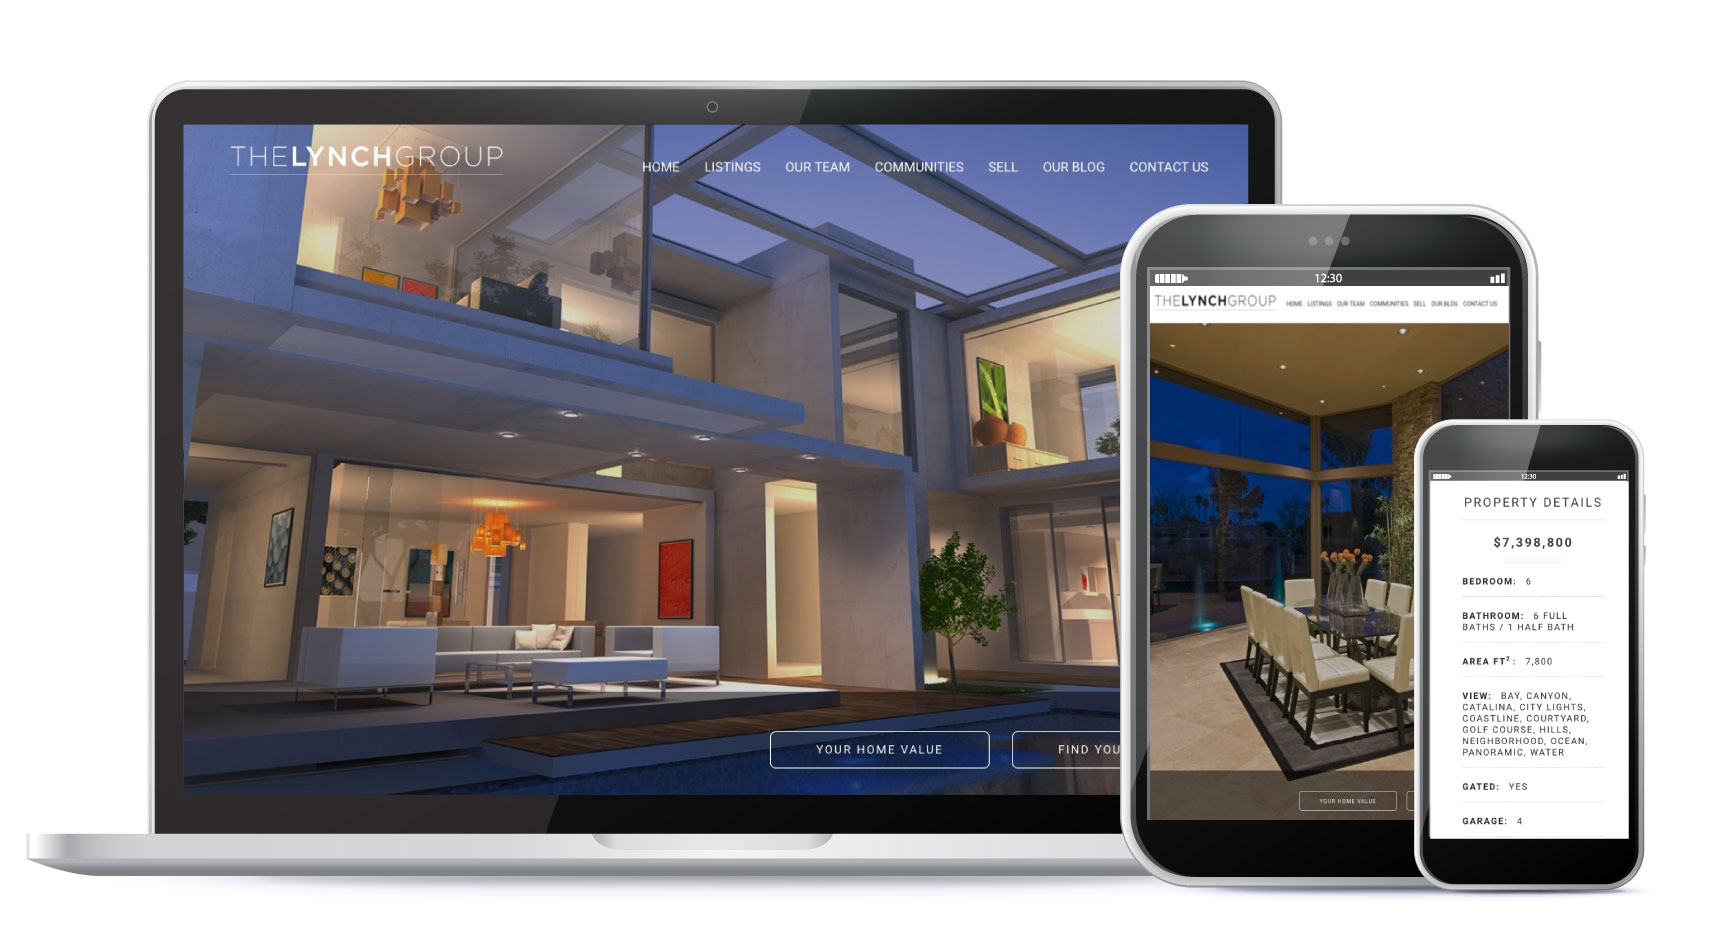 THELYNCHGROUP
HOME LISTINGS OUR TEAM COMMUNITIES SELL OUR BLOG CONTACT US
YOUR HOME VALUE
FIND YOU
12:30
THELYNCHGROUP
HOME LISTINGS OUR TEAM COMMUNITIES SELL OUR BLOG CONTACT US
YOUR HOME VALUE
12:30
PROPERTY DETAILS
$7,398,800
BEDROOM: 6
BATHROOM: 6 FULL
BATHS / 1 HALF BATH
AREA FT²: 7,800
VIEW: BAY, CANYON,
CATALINA, CITY LIGHTS,
COASTLINE, COURTYARD,
GOLF COURSE, HILLS,
NEIGHBORHOOD, OCEAN,
PANORAMIC, WATER
GATED: YES
GARAGE: 4